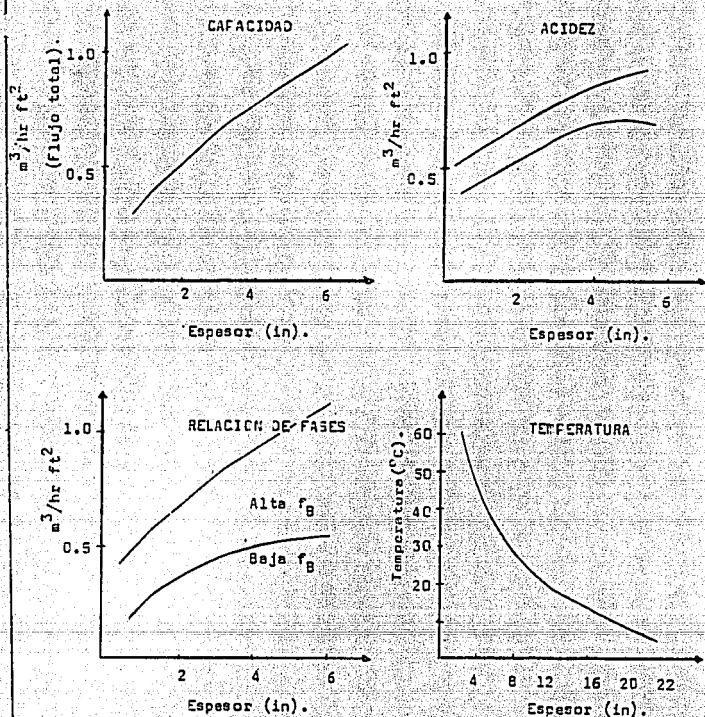 CAPACIDAD
m³/hr ft²
(Flujo total).
1.0
0.5
2 4 6
Espesor (in).
ACIDEZ
m³/hr ft²
1.0
0.5
2 4 6
Espesor (in).
RELACION DE FASES
m³/hr ft²
1.0
0.5
Alta f_B
Baja f_B
2 4 6
Espesor (in).
TEMPERATURA
Temperatura (°C).
60
50
40
30
20
4 8 12 16 20 22
Espesor (in).